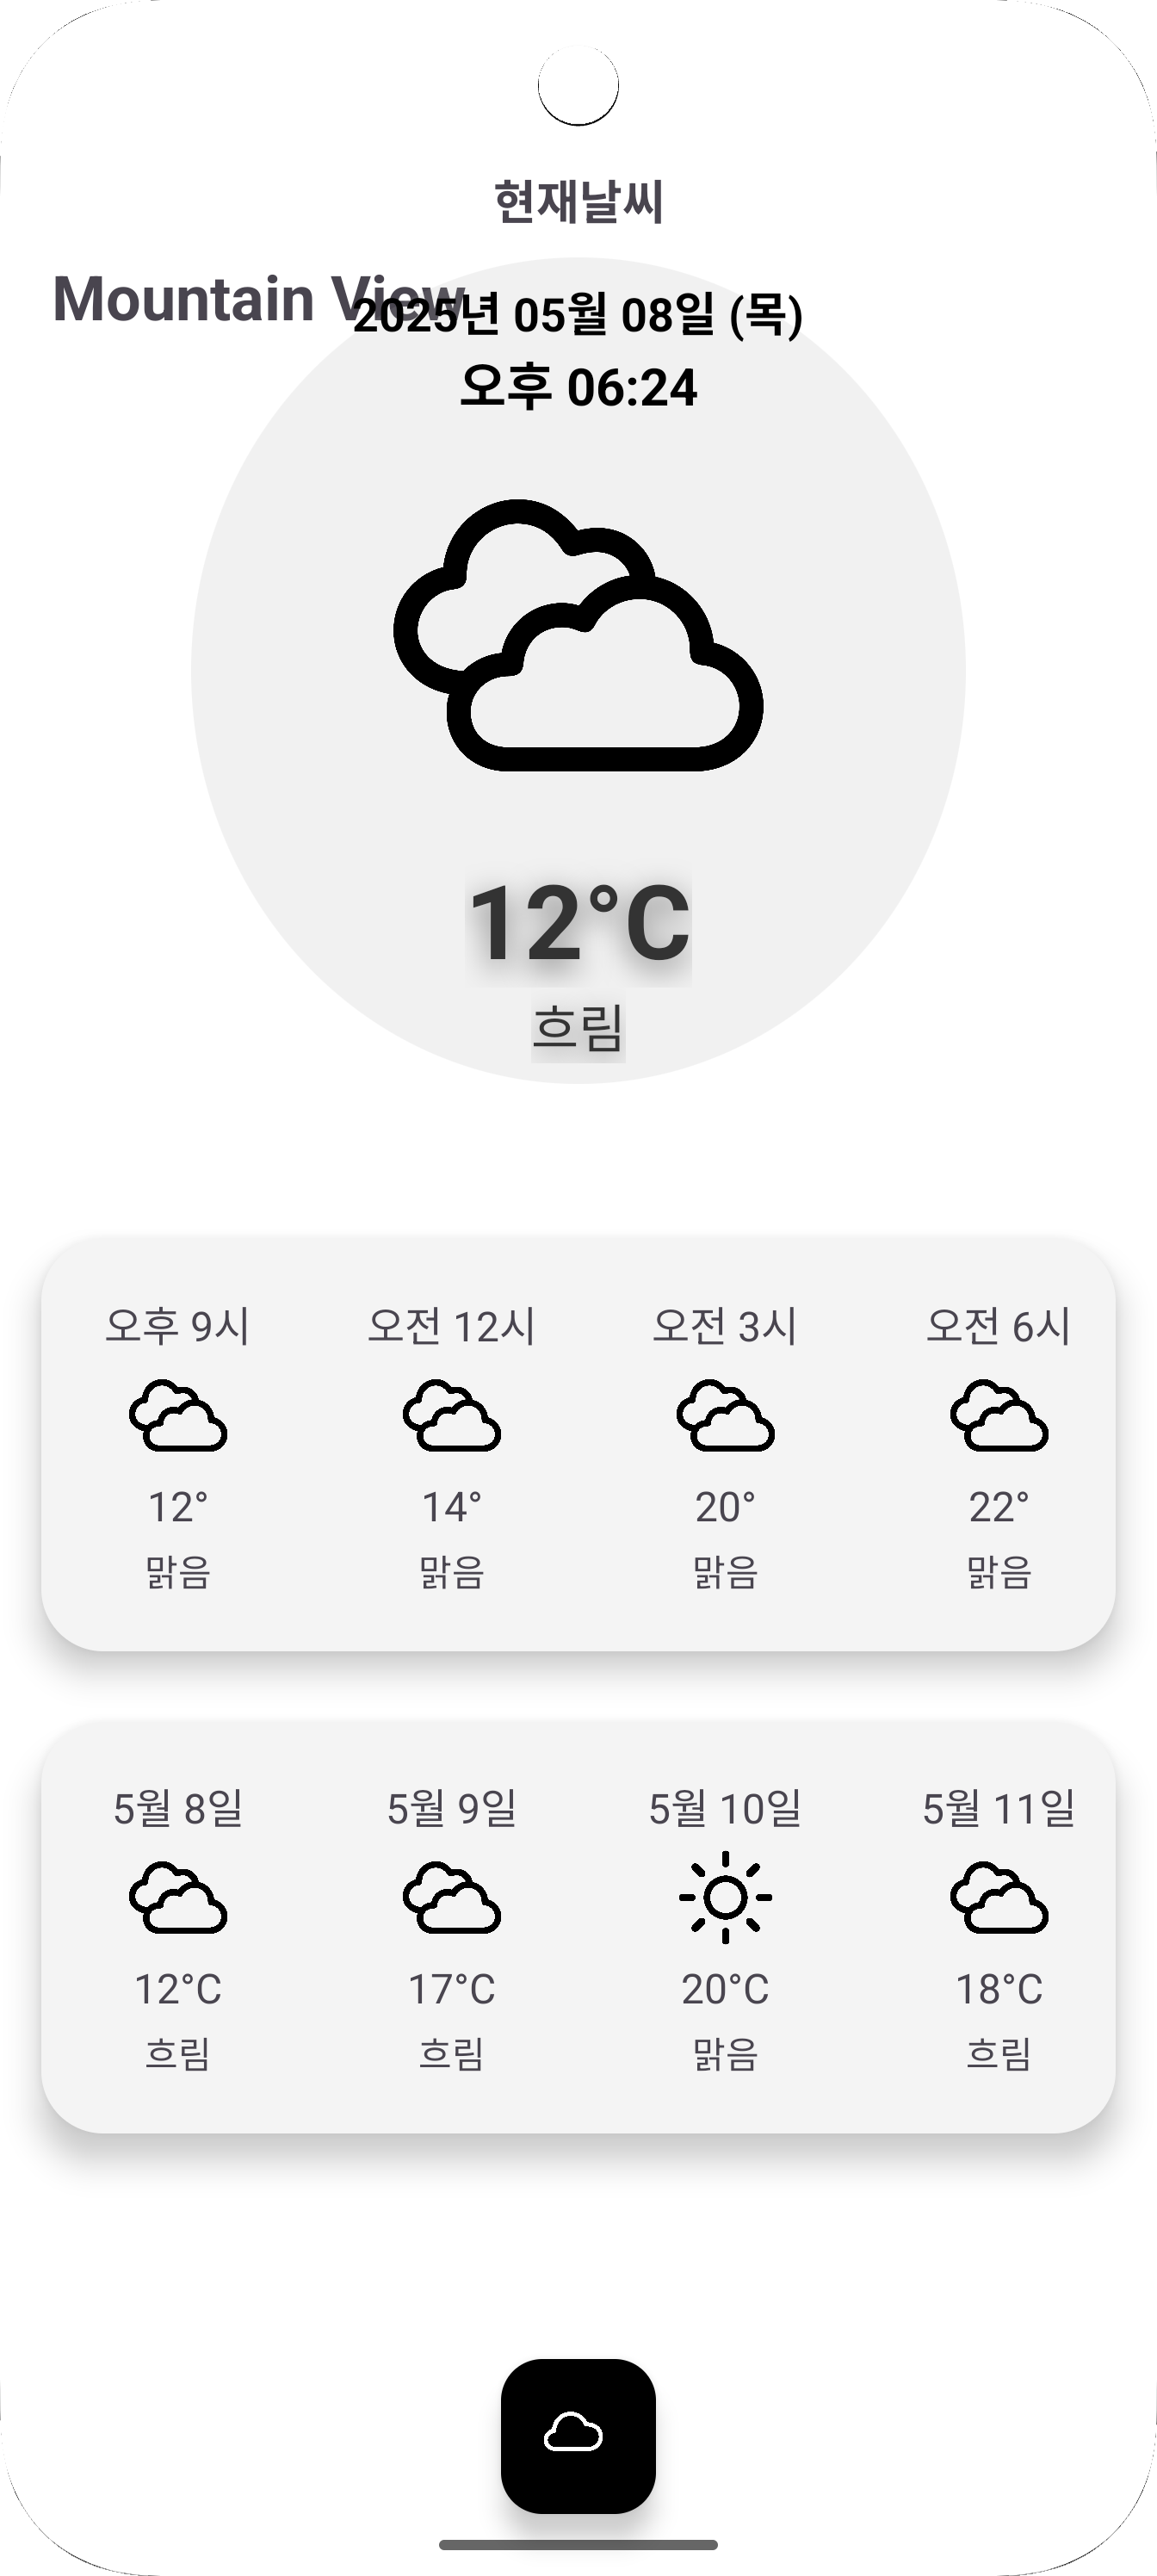 현재날씨
Mountain View
2025년 05월 08일 (목)
오후 06:24
12°C
흐림
오후 9시 오전 12시 오전 3시 오전 6시
12° 14° 20° 22°
맑음 맑음 맑음 맑음
5월 8일 5월 9일 5월 10일 5월 11일
12°C 17°C 20°C 18°C
흐림 흐림 맑음 흐림